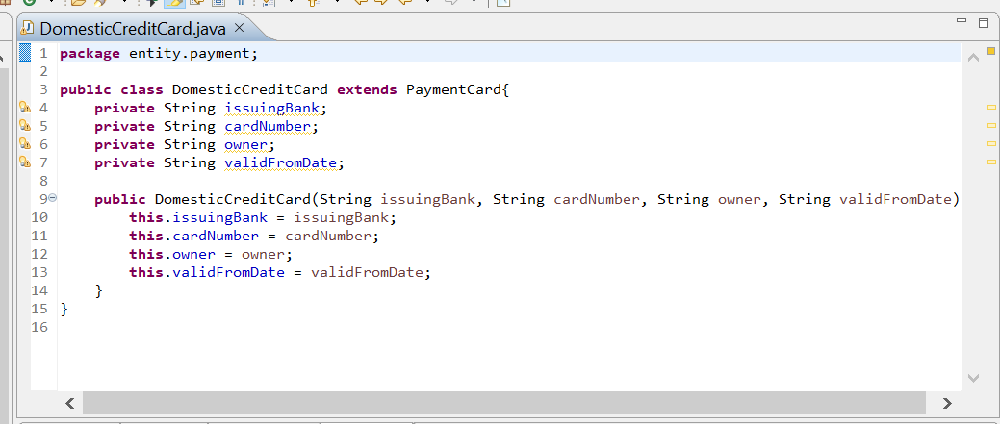 DomesticCreditCard.java
1 package entity.payment;
2
3 public class DomesticCreditCard extends PaymentCard{
4     private String issuingBank;
5     private String cardNumber;
6     private String owner;
7     private String validFromDate;
8
9     public DomesticCreditCard(String issuingBank, String cardNumber, String owner, String validFromDate)
10         this.issuingBank = issuingBank;
11         this.cardNumber = cardNumber;
12         this.owner = owner;
13         this.validFromDate = validFromDate;
14     }
15 }
16